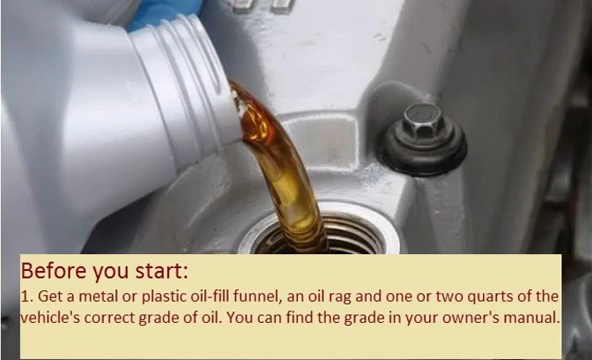 Before you start:
1. Get a metal or plastic oil-fill funnel, an oil rag and one or two quarts of the
vehicle's correct grade of oil. You can find the grade in your owner's manual.